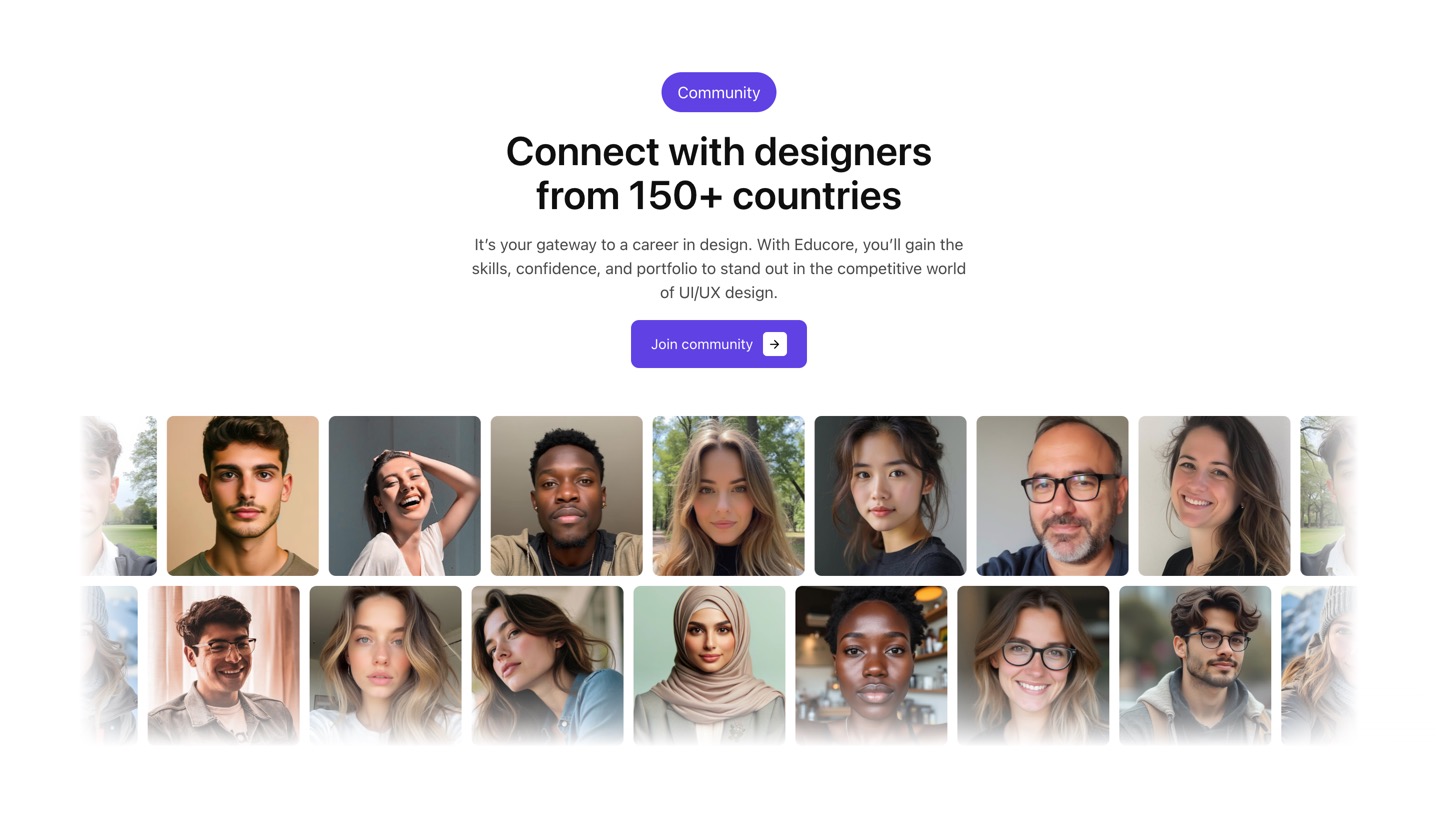 Community
Connect with designers
from 150+ countries
It’s your gateway to a career in design. With Educore, you’ll gain the
skills, confidence, and portfolio to stand out in the competitive world
of UI/UX design.
Join community